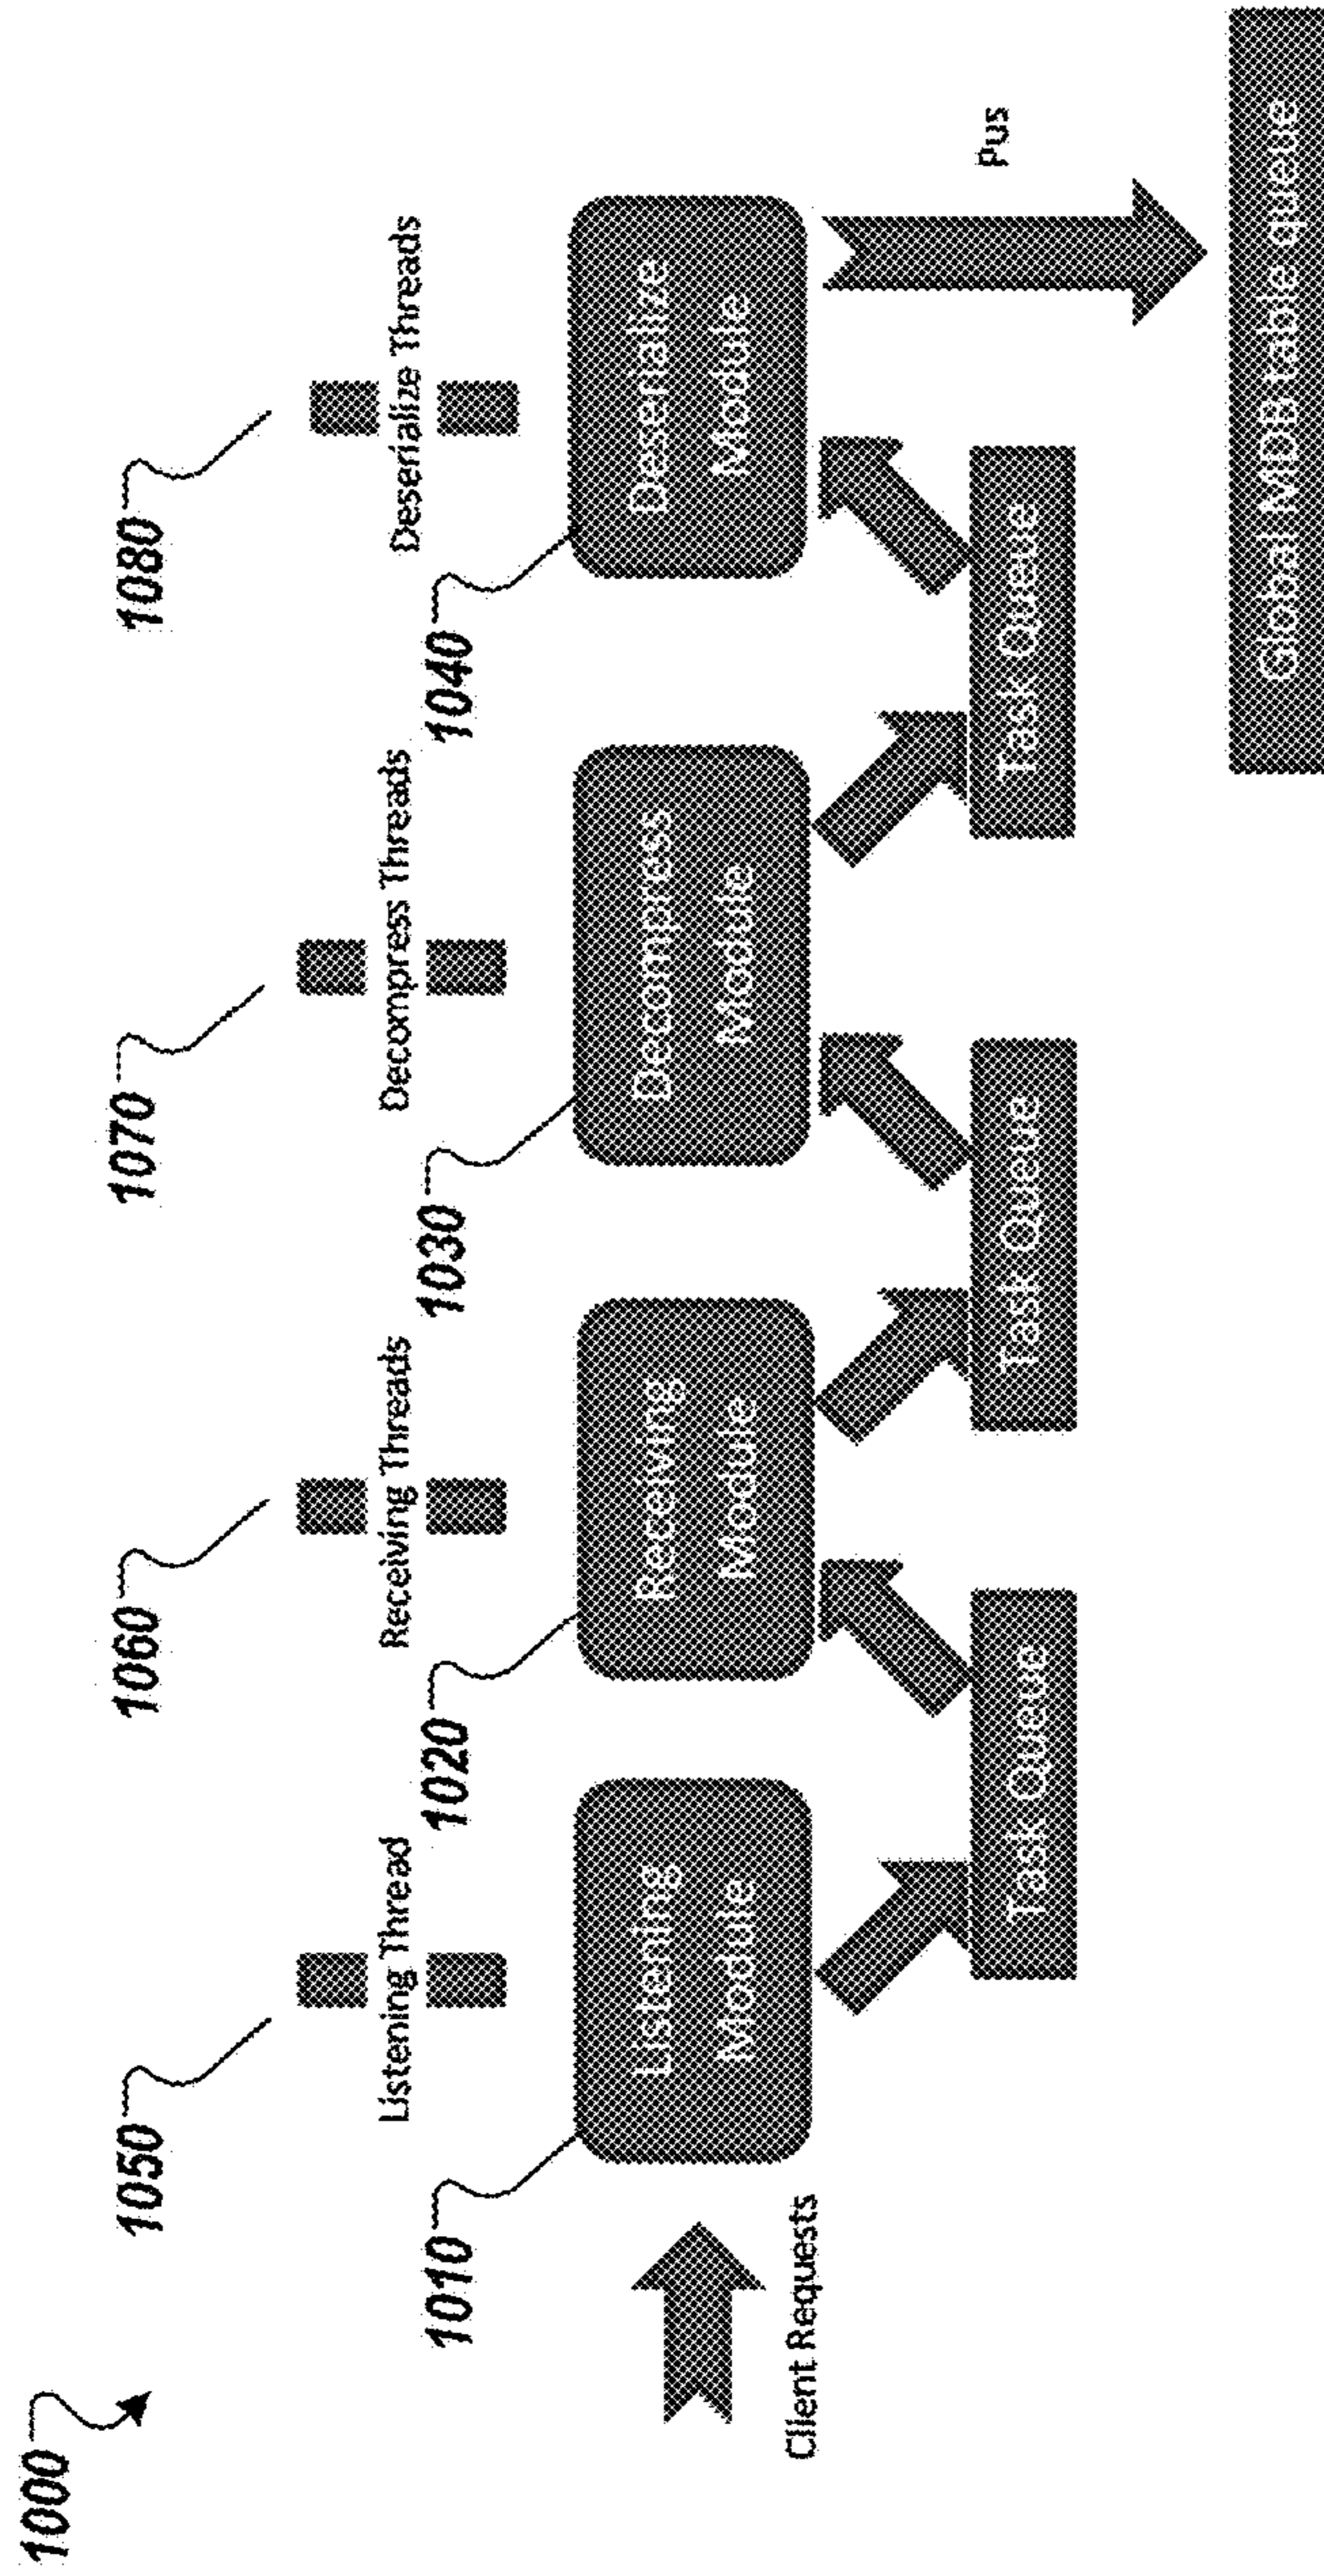 1000
1050
1060
1070
1080
Listening Thread
Receiving Threads
Decompress Threads
Deserialize Threads
1010
1020
1030
1040
Client Requests
Listening
Module
Receiving
Module
Decompress
Module
Deserialize
Module
Task Queue
Task Queue
Task Queue
Pus
Global MDB table queue